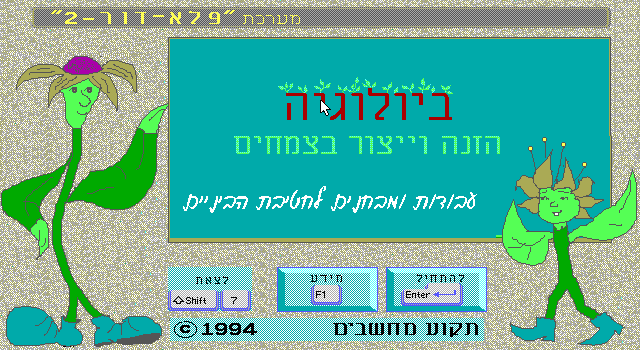 מערכת "פלא-דור-2"
ביולוגיה
הזנה וייצור בצמחים
עבודות ומבחנים לחטיבת הביניים
להתחיל
Enter
מידע
F1
לצאת
Shift 7
תקוע מחשבים
© 1994